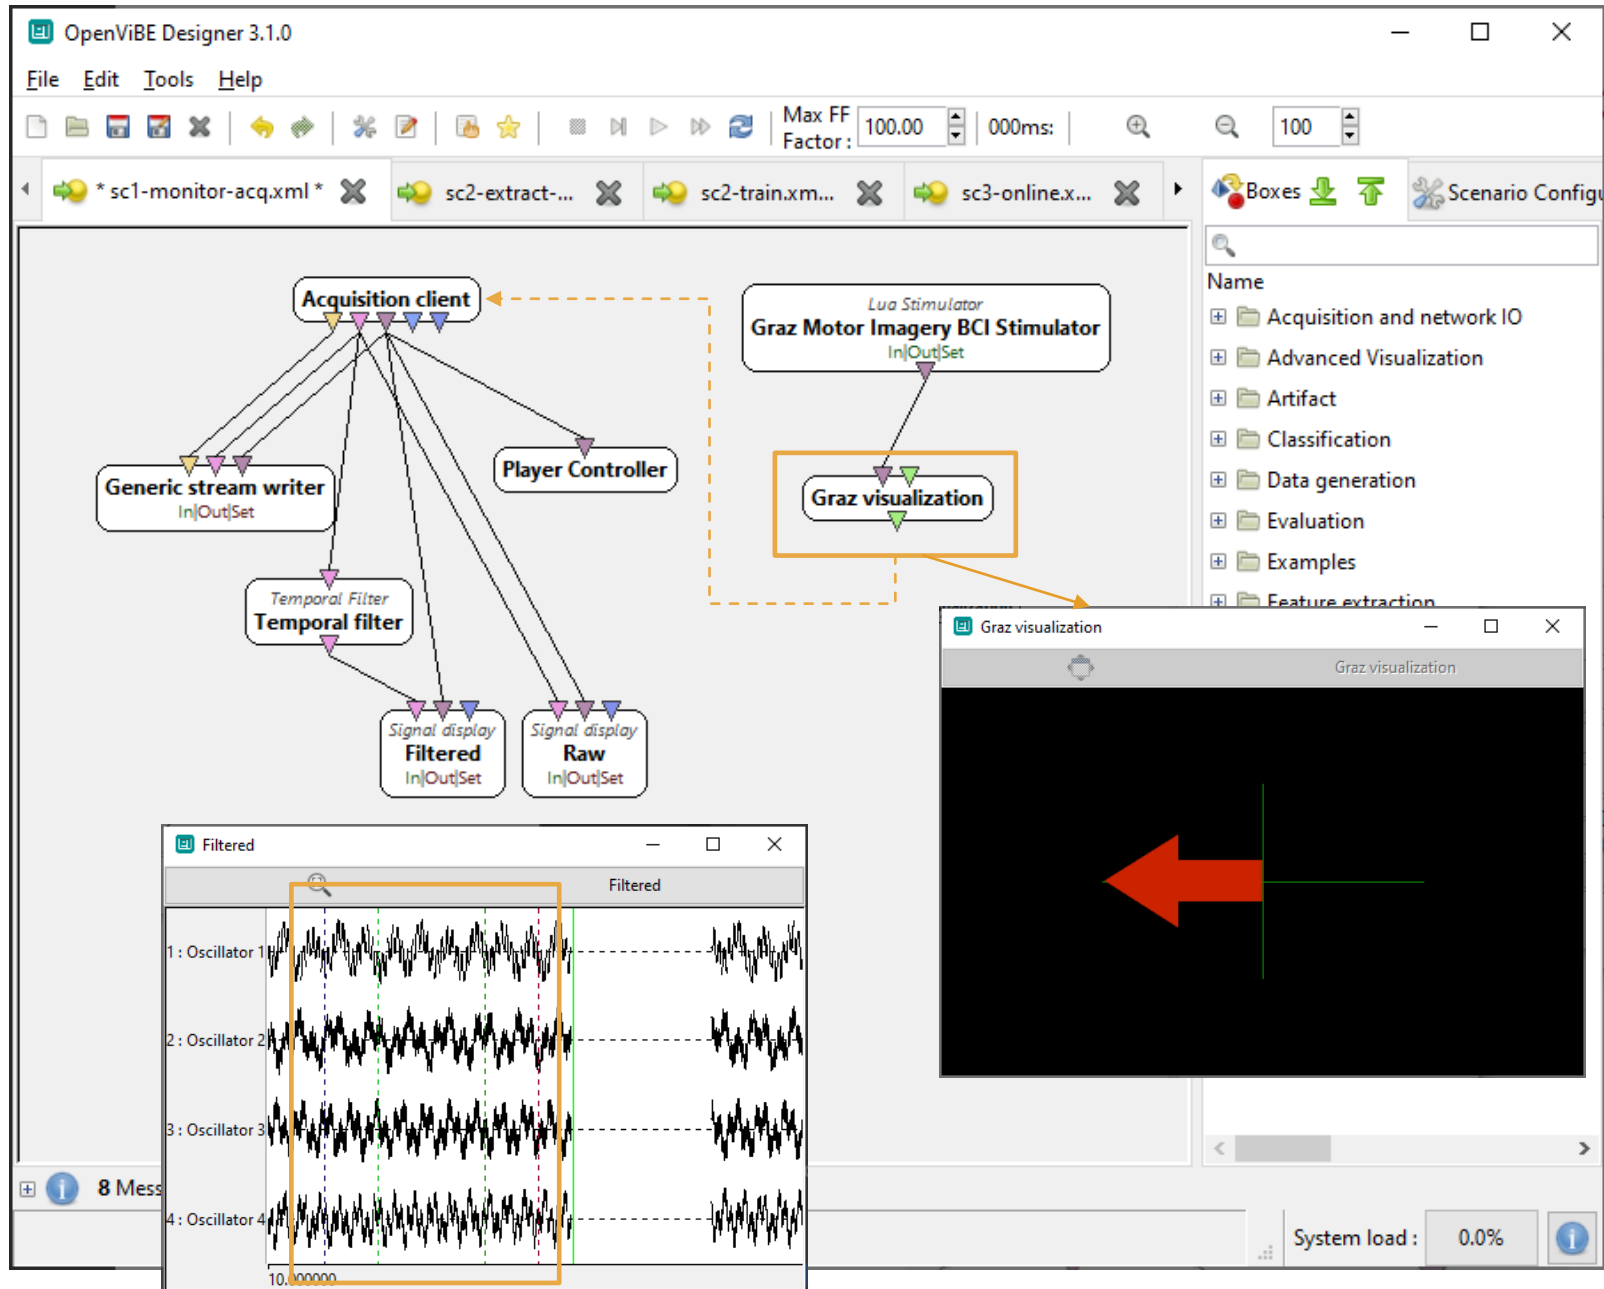 OpenViBE Designer 3.1.0
File Edit Tools Help
Max FF
Factor :
100.00
000ms:
100
* sc1-monitor-acq.xml *
sc2-extract-...
sc2-train.xm...
sc3-online.x...
Boxes
Scenario Configu
Name
Acquisition and network IO
Advanced Visualization
Artifact
Classification
Data generation
Evaluation
Examples
Feature extraction
Acquisition client
Lua Stimulator
Graz Motor Imagery BCI Stimulator
In|Out|Set
Generic stream writer
In|Out|Set
Player Controller
Graz visualization
Temporal Filter
Temporal filter
Signal display
Filtered
In|Out|Set
Signal display
Raw
In|Out|Set
Graz visualization
Graz visualization
Filtered
Filtered
1 : Oscillator 1
2 : Oscillator 2
3 : Oscillator 3
4 : Oscillator 4
10.000000
8 Mess
System load :
0.0%